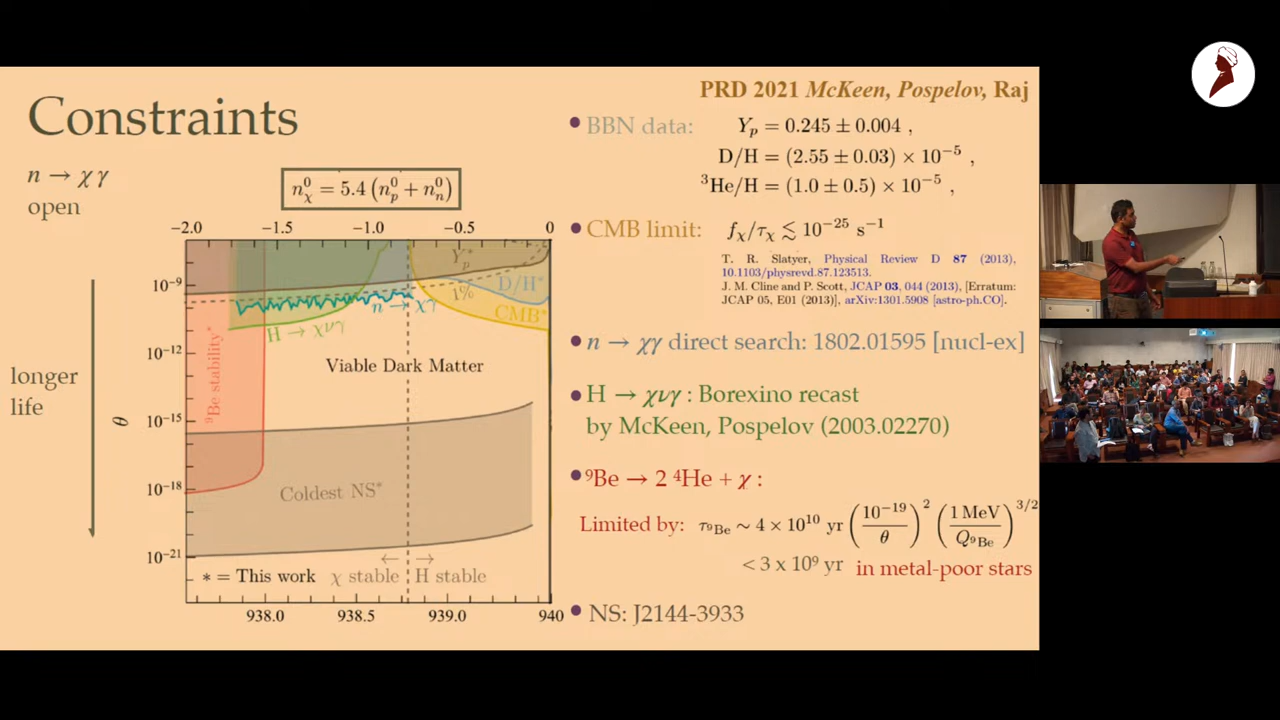 Constraints
n → χγ
open
n⁰_χ = 5.4 (n⁰_p + n⁰_n)
-2.0 -1.5 -1.0 -0.5 0
10⁻⁹
10⁻¹²
10⁻¹⁵
10⁻¹⁸
10⁻²¹
θ
longer
life
Y_p*
D/H*
1%
n → χγ
CMB*
H → χνγ
⁹Be stability*
Viable Dark Matter
Coldest NS*
← →
* = This work χ stable H stable
938.0 938.5 939.0 940
PRD 2021 McKeen, Pospelov, Raj
• BBN data: Y_p = 0.245 ± 0.004 ,
D/H = (2.55 ± 0.03) × 10⁻⁵ ,
³He/H = (1.0 ± 0.5) × 10⁻⁵ ,
• CMB limit: f_χ/τ_χ ≲ 10⁻²⁵ s⁻¹
T. R. Slatyer, Physical Review D 87 (2013),
10.1103/physrevd.87.123513.
J. M. Cline and P. Scott, JCAP 03, 044 (2013), [Erratum:
JCAP 05, E01 (2013)], arXiv:1301.5908 [astro-ph.CO].
• n → χγ direct search: 1802.01595 [nucl-ex]
• H → χνγ : Borexino recast
by McKeen, Pospelov (2003.02270)
• ⁹Be → 2 ⁴He + χ :
Limited by: τ_⁹Be ~ 4 × 10¹⁰ yr (10⁻¹⁹/θ)² (1 MeV/Q_⁹Be)^3/2
< 3 x 10⁹ yr in metal-poor stars
• NS: J2144-3933